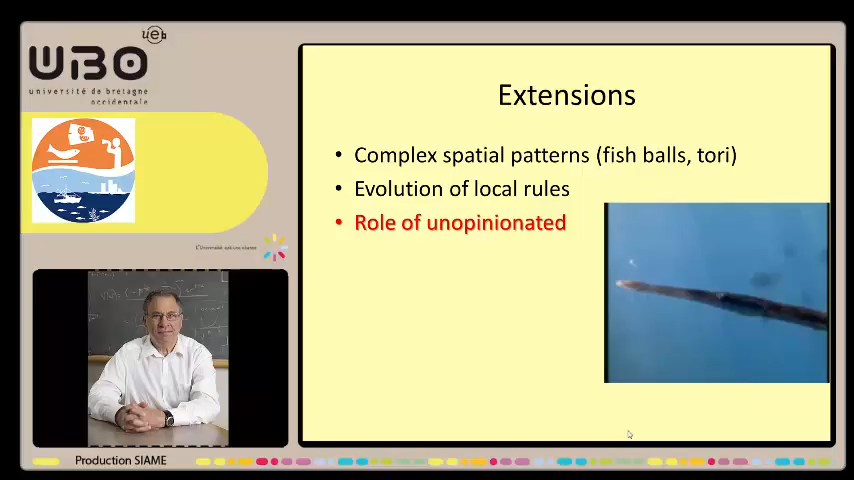 ueb
UBO
université de bretagne
occidentale
Extensions
• Complex spatial patterns (fish balls, tori)
• Evolution of local rules
• Role of unopinionated
Production SIAME